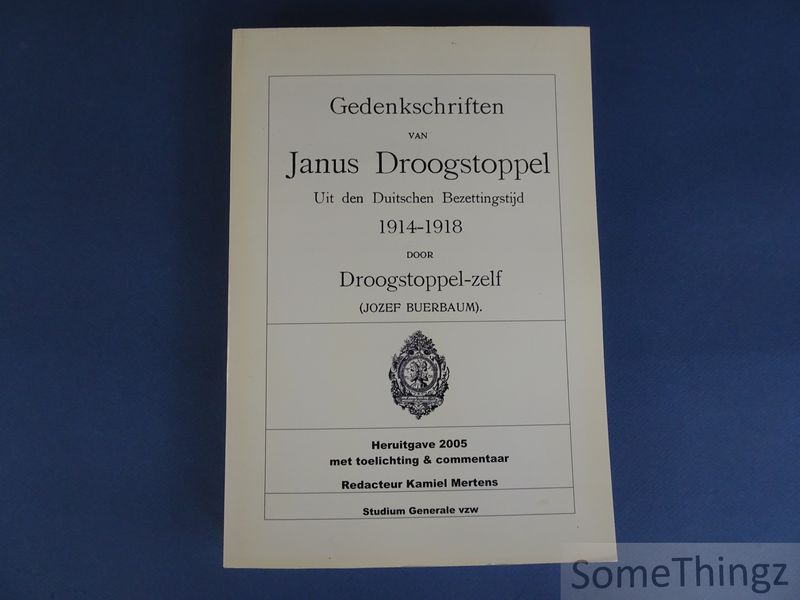 Gedenkschriften
VAN
Janus Droogstoppel
Uit den Duitschen Bezettingstijd
1914-1918
DOOR
Droogstoppel-zelf
(JOZEF BUERBAUM).
Heruitgave 2005
met toelichting & commentaar
Redacteur Kamiel Mertens
Studium Generale vzw
SomeThingz